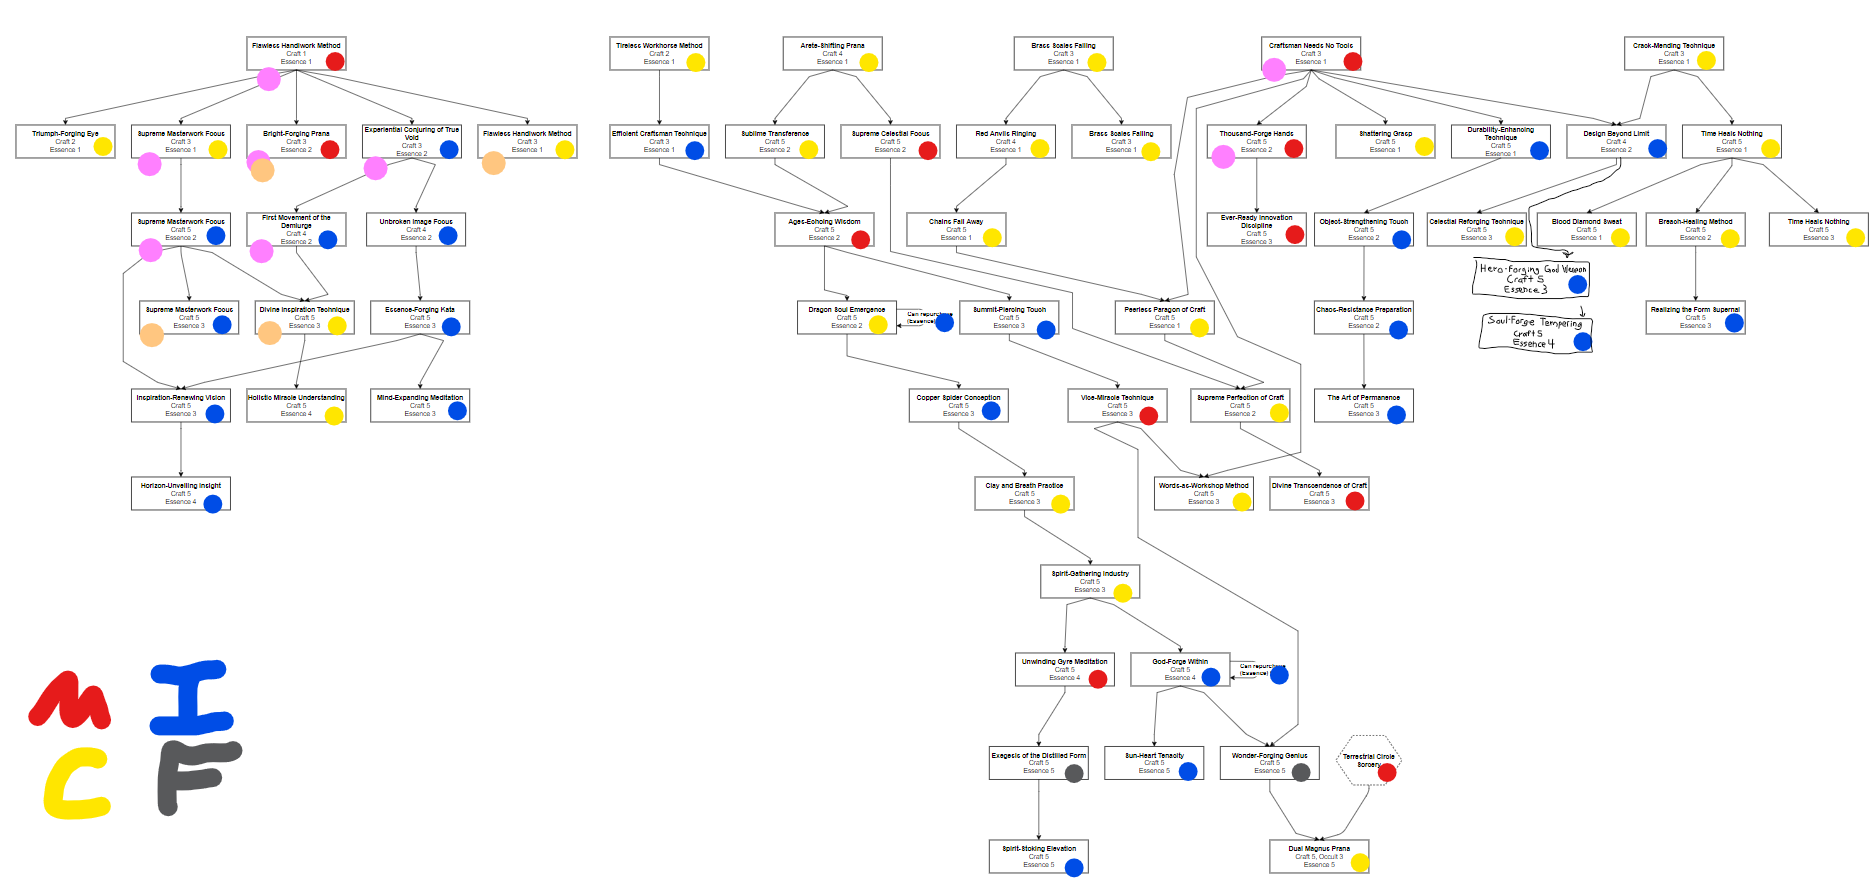 Flawless Handiwork Method
Craft 1
Essence 1
Tireless Workhorse Method
Craft 2
Essence 1
Arete-Shifting Prana
Craft 4
Essence 1
Brass Scales Falling
Craft 3
Essence 1
Craftsman Needs No Tools
Craft 3
Essence 1
Crack-Mending Technique
Craft 3
Essence 1
Triumph-Forging Eye
Craft 2
Essence 1
Supreme Masterwork Focus
Craft 3
Essence 1
Bright-Forging Prana
Craft 3
Essence 2
Experiential Conjuring of True
Void
Craft 3
Essence 2
Flawless Handiwork Method
Craft 3
Essence 1
Efficient Craftsman Technique
Craft 3
Essence 1
Sublime Transference
Craft 5
Essence 2
Supreme Celestial Focus
Craft 5
Essence 2
Red Anvils Ringing
Craft 4
Essence 1
Brass Scales Falling
Craft 3
Essence 1
Thousand-Forge Hands
Craft 5
Essence 2
Shattering Grasp
Craft 5
Essence 1
Durability-Enhancing
Technique
Craft 5
Essence 1
Design Beyond Limit
Craft 4
Essence 2
Time Heals Nothing
Craft 5
Essence 1
Supreme Masterwork Focus
Craft 5
Essence 2
First Movement of the
Demiurge
Craft 4
Essence 2
Unbroken Image Focus
Craft 4
Essence 2
Ages-Echoing Wisdom
Craft 5
Essence 2
Chains Fall Away
Craft 5
Essence 1
Ever-Ready Innovation
Discipline
Craft 5
Essence 3
Object-Strengthening Touch
Craft 5
Essence 2
Celestial Reforging Technique
Craft 5
Essence 3
Blood Diamond Sweat
Craft 5
Essence 1
Breach-Healing Method
Craft 5
Essence 2
Time Heals Nothing
Craft 5
Essence 3
Hero-Forging God Weapon
Craft 5
Essence 3
Supreme Masterwork Focus
Craft 5
Essence 3
Divine Inspiration Technique
Craft 5
Essence 3
Essence-Forging Kata
Craft 5
Essence 3
Dragon Soul Emergence
Craft 5
Essence 2
Can repurchase
(Essence)
Summit-Piercing Touch
Craft 5
Essence 3
Peerless Paragon of Craft
Craft 5
Essence 1
Chaos-Resistance Preparation
Craft 5
Essence 2
Soul-Forge Tempering
Craft 5
Essence 4
Realizing the Form Supernal
Craft 5
Essence 3
Inspiration-Renewing Vision
Craft 5
Essence 3
Holistic Miracle Understanding
Craft 5
Essence 4
Mind-Expanding Meditation
Craft 5
Essence 3
Copper Spider Conception
Craft 5
Essence 3
Vice-Miracle Technique
Craft 5
Essence 3
Supreme Perfection of Craft
Craft 5
Essence 2
The Art of Permanence
Craft 5
Essence 3
Horizon-Unveiling Insight
Craft 5
Essence 4
Clay and Breath Practice
Craft 5
Essence 3
Words-as-Workshop Method
Craft 5
Essence 3
Divine Transcendence of Craft
Craft 5
Essence 3
Spirit-Gathering Industry
Craft 5
Essence 3
Unwinding Gyre Meditation
Craft 5
Essence 4
God-Forge Within
Craft 5
Essence 4
Can repurchase
(Essence)
M I
C F
Exegesis of the Distilled Form
Craft 5
Essence 5
Sun-Heart Tenacity
Craft 5
Essence 5
Wonder-Forging Genius
Craft 5
Essence 5
Terrestrial Circle
Sorcery
Spirit-Stoking Elevation
Craft 5
Essence 5
Dual Magnus Prana
Craft 5, Occult 3
Essence 5